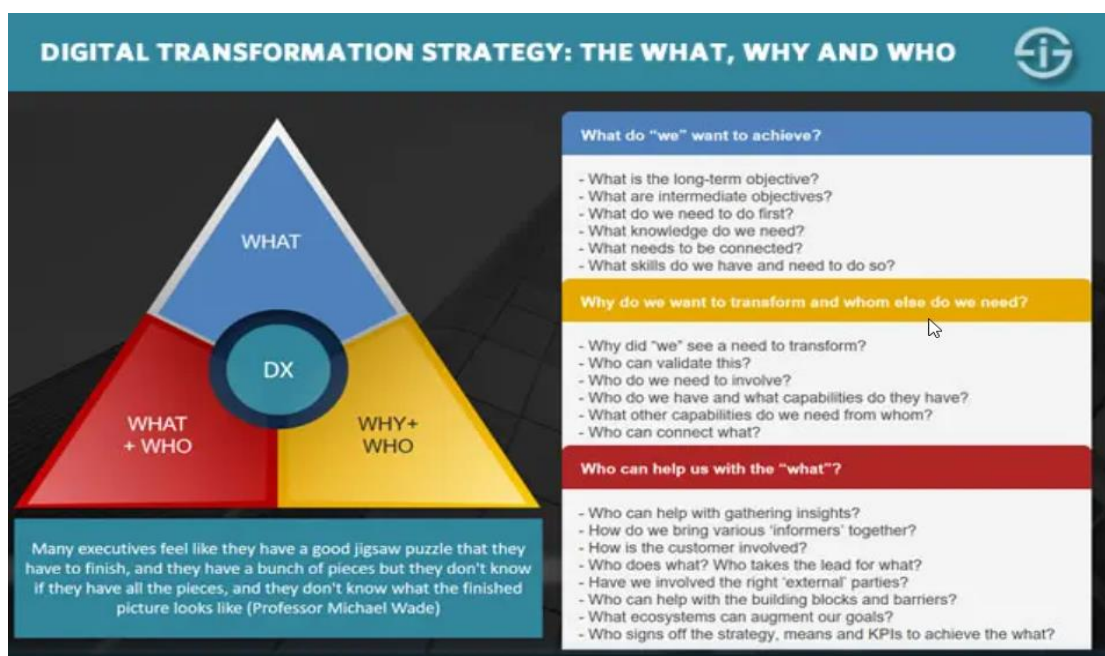 DIGITAL TRANSFORMATION STRATEGY: THE WHAT, WHY AND WHO
WHAT
DX
WHAT
+ WHO
WHY+
WHO
Many executives feel like they have a good jigsaw puzzle that they
have to finish, and they have a bunch of pieces but they don't know
if they have all the pieces, and they don't know what the finished
picture looks like (Professor Michael Wade)
What do “we” want to achieve?
- What is the long-term objective?
- What are intermediate objectives?
- What do we need to do first?
- What knowledge do we need?
- What needs to be connected?
- What skills do we have and need to do so?
Why do we want to transform and whom else do we need?
- Why did “we” see a need to transform?
- Who can validate this?
- Who do we need to involve?
- Who do we have and what capabilities do they have?
- What other capabilities do we need from whom?
- Who can connect what?
Who can help us with the “what”?
- Who can help with gathering insights?
- How do we bring various ‘informers’ together?
- How is the customer involved?
- Who does what? Who takes the lead for what?
- Have we involved the right ‘external’ parties?
- Who can help with the building blocks and barriers?
- What ecosystems can augment our goals?
- Who signs off the strategy, means and KPIs to achieve the what?